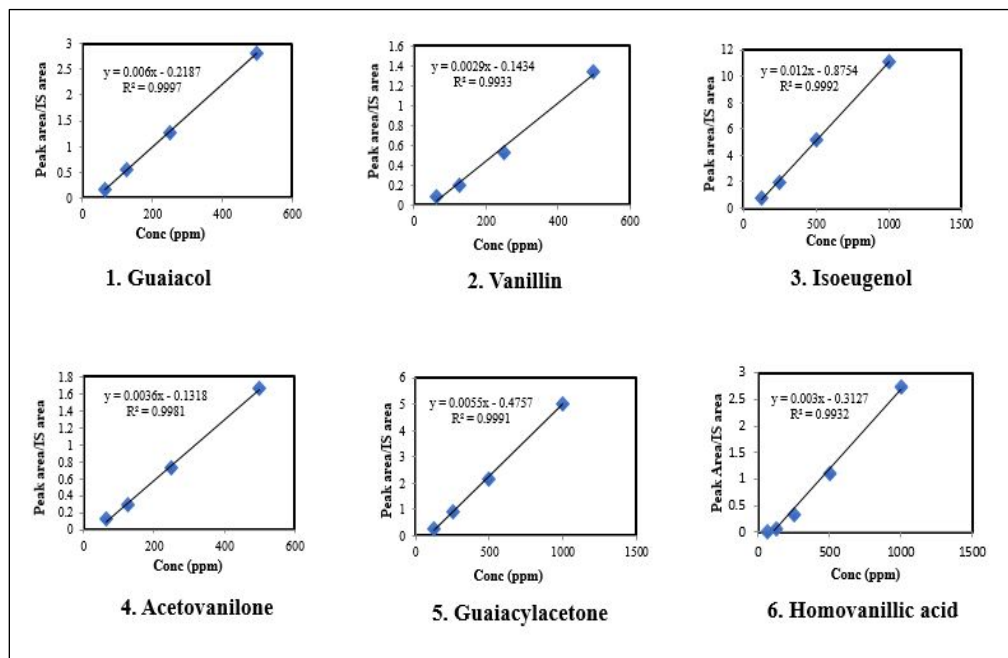 3
2.5
2
1.5
1
0.5
0
y = 0.006x - 0.2187
R² = 0.9997
Peak area/IS area
0 200 400 600
Conc (ppm)
1. Guaiacol
1.6
1.4
1.2
1
0.8
0.6
0.4
0.2
0
y = 0.0029x - 0.1434
R² = 0.9933
Peak area/IS area
0 200 400 600
Conc (ppm)
2. Vanillin
12
10
8
6
4
2
0
y = 0.012x - 0.8754
R² = 0.9992
Peak area/IS area
0 500 1000 1500
Conc (ppm)
3. Isoeugenol
1.8
1.6
1.4
1.2
1
0.8
0.6
0.4
0.2
0
y = 0.0036x - 0.1318
R² = 0.9981
Peak area/IS area
0 200 400 600
Conc (ppm)
4. Acetovanilone
6
5
4
3
2
1
0
y = 0.0055x - 0.4757
R² = 0.9991
Peak area/IS area
0 500 1000 1500
Conc (ppm)
5. Guaiacylacetone
3
2.5
2
1.5
1
0.5
0
y = 0.003x - 0.3127
R² = 0.9932
Peak Area/IS area
0 500 1000 1500
Conc (ppm)
6. Homovanillic acid